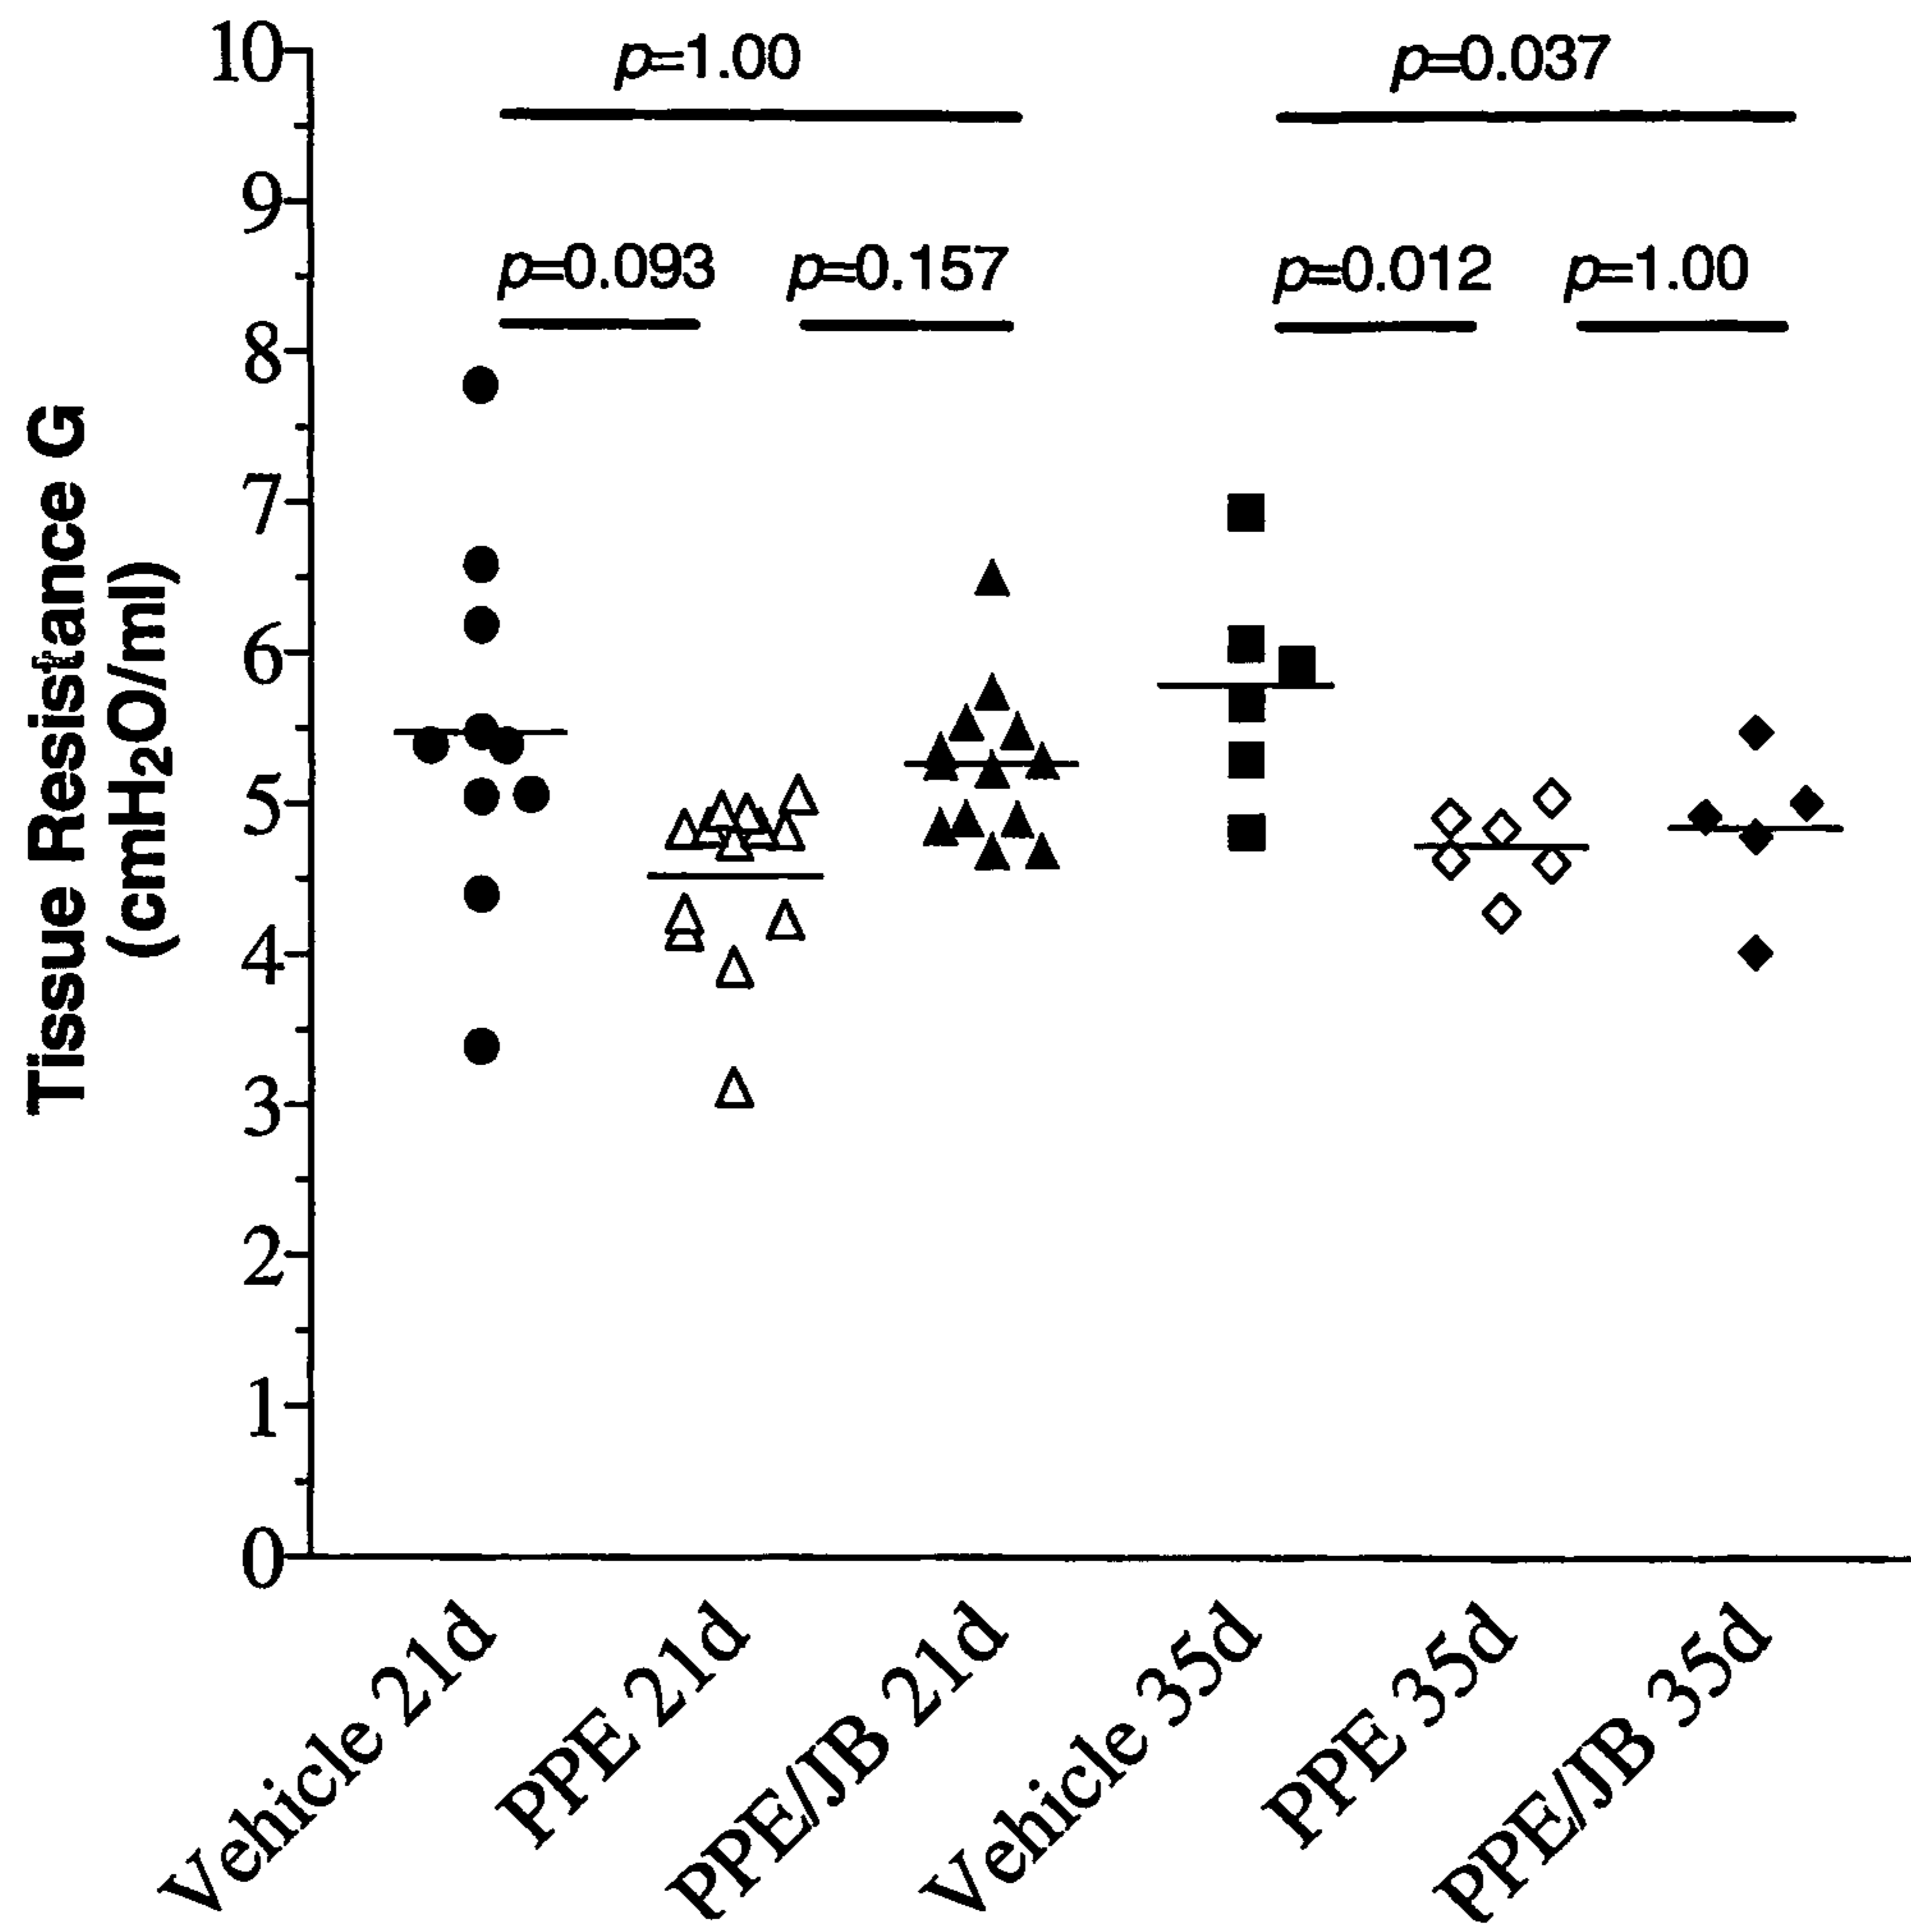 Tissue Resistance G
(cmH2O/ml)
10
9
8
7
6
5
4
3
2
1
0
p=1.00
p=0.037
p=0.093
p=0.157
p=0.012
p=1.00
Vehicle 21d
PPE 21d
PPE/JB 21d
Vehicle 35d
PPE 35d
PPE/JB 35d